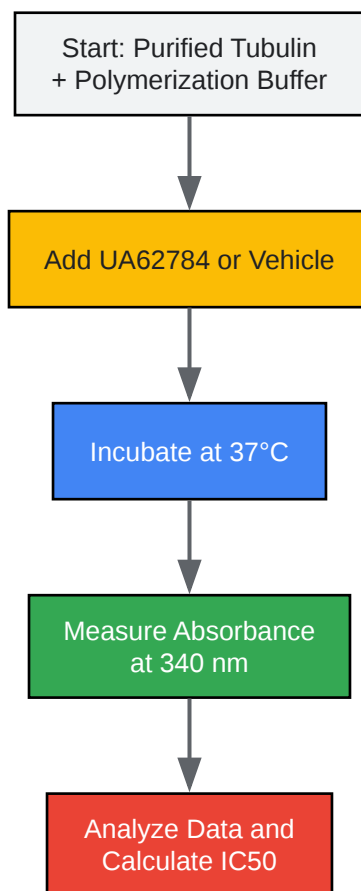 Start: Purified Tubulin
+ Polymerization Buffer
Add UA62784 or Vehicle
Incubate at 37°C
Measure Absorbance
at 340 nm
Analyze Data and
Calculate IC50